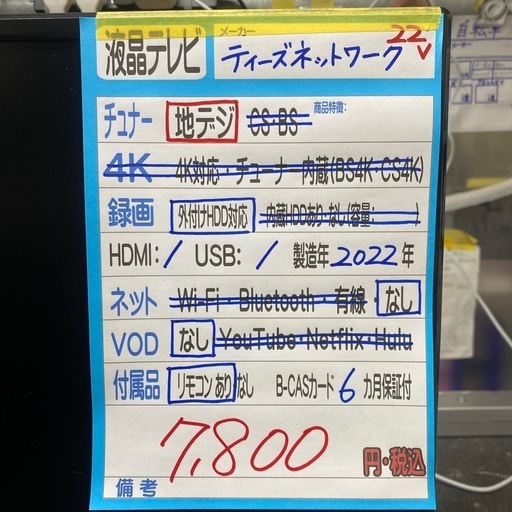 液晶テレビ メーカー ティーズネットワーク 22V
チュナー 地デジ CS・BS 商品特徴:
4K 4K対応・チューナー内蔵(BS4K・CS4K)
録画 外付けHDD対応 内蔵HDDあり・なし(容量: )
HDMI: 1 USB: 1 製造年 2022 年
ネット Wi-Fi・Bluetooth・有線・なし
VOD なし YouTube・Netflix・Hulu
付属品 リモコン あり なし B-CASカード 6 カ月保証付
7,800 円・税込
備考